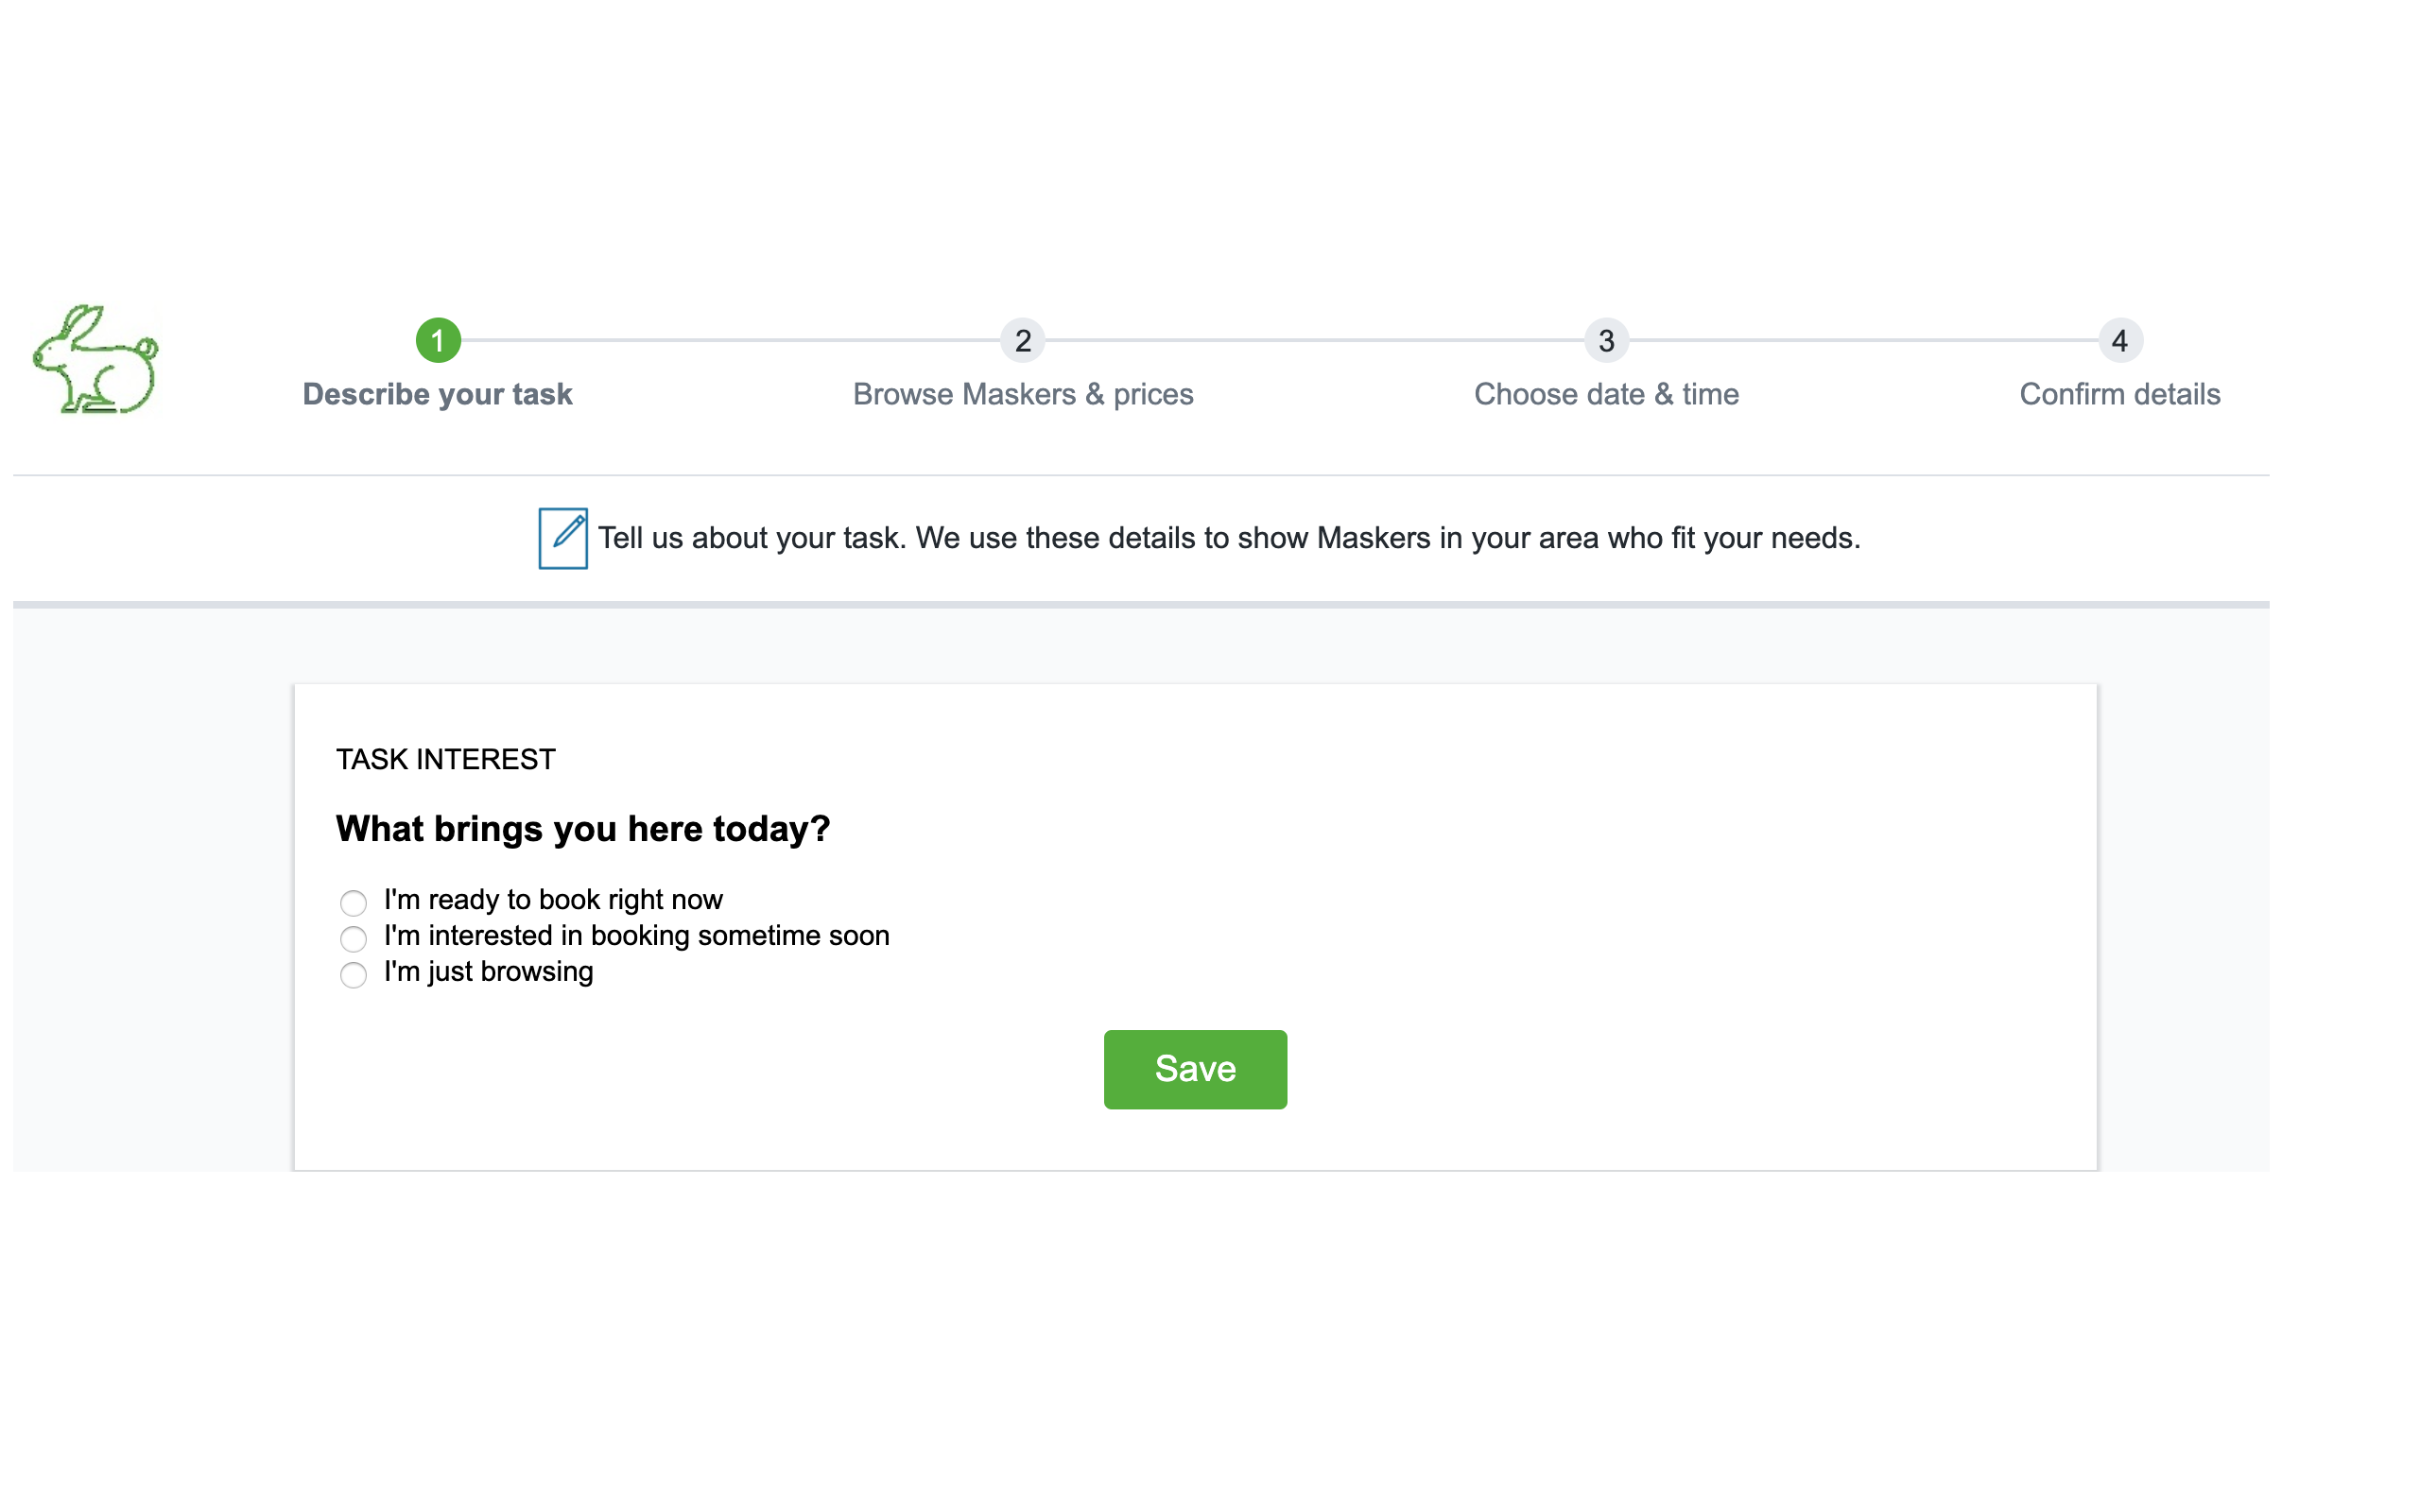 1
Describe your task
2
Browse Maskers & prices
3
Choose date & time
4
Confirm details
Tell us about your task. We use these details to show Maskers in your area who fit your needs.
TASK INTEREST
What brings you here today?
I'm ready to book right now
I'm interested in booking sometime soon
I'm just browsing
Save